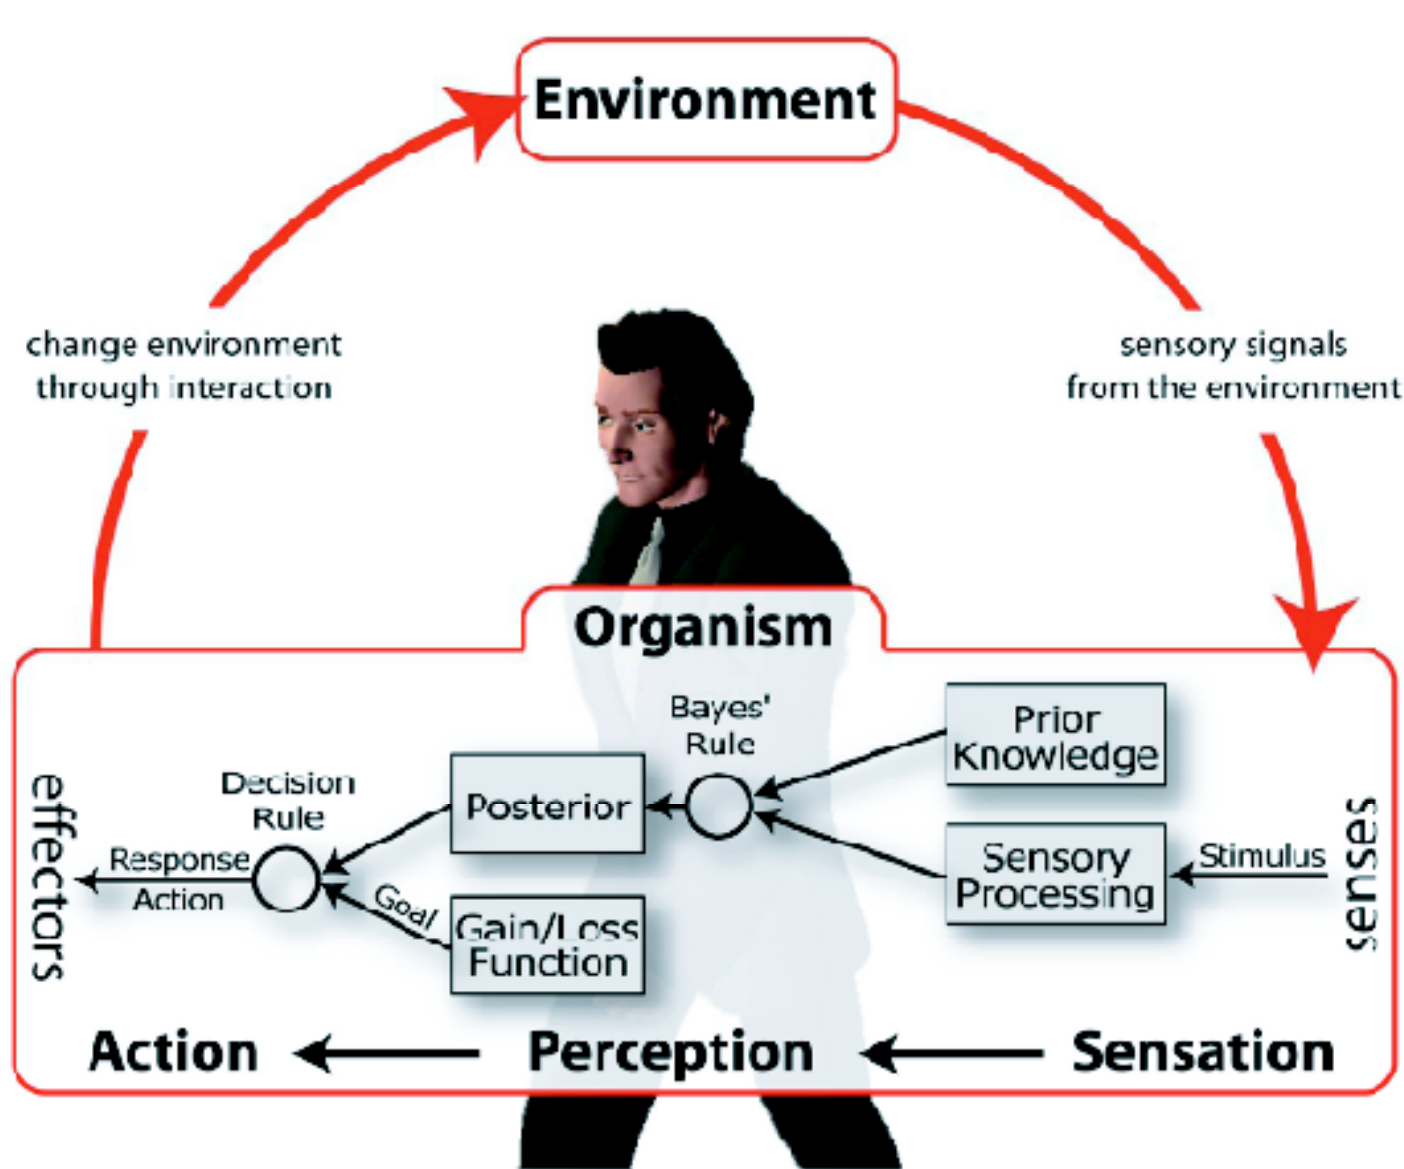 Environment
change environment
through interaction
sensory signals
from the environment
Organism
Bayes'
Rule
Prior
Knowledge
Decision
Rule
Posterior
effectors
Response
Action
Goal
Gain/Loss
Function
Sensory
Processing
Stimulus
senses
Action
Perception
Sensation